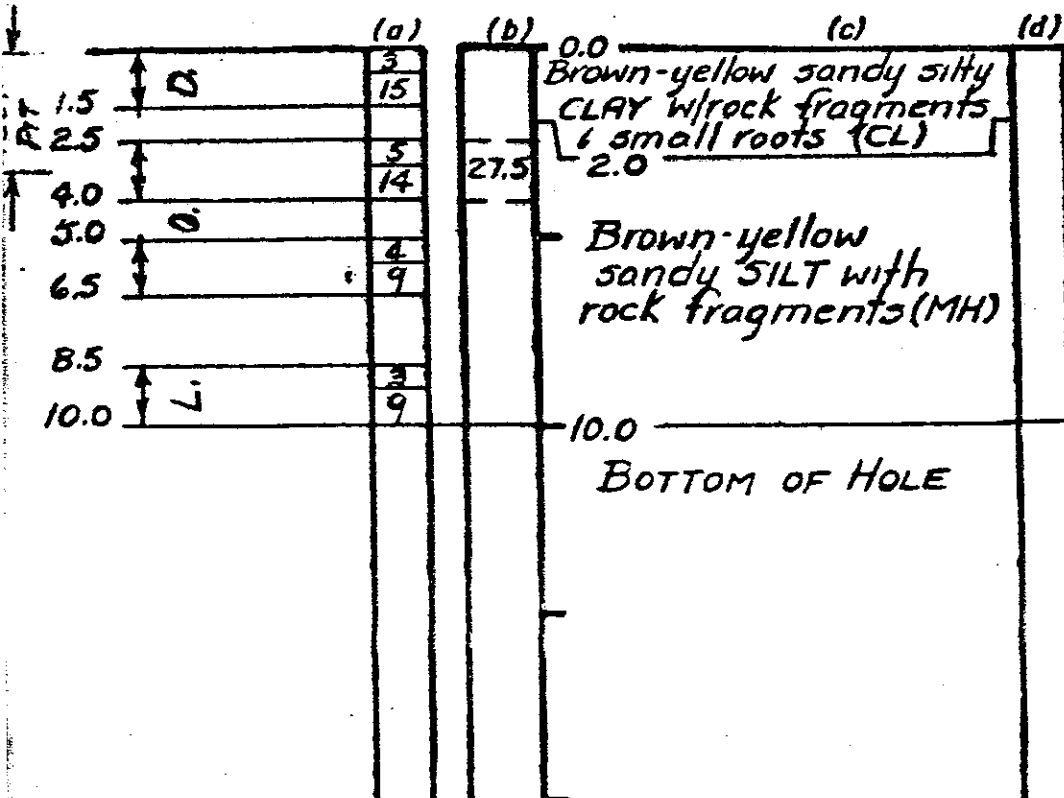 (a) (b) (c) (d)
0.0
3
15
Brown-yellow sandy silty
CLAY w/rock fragments
& small roots (CL)
D.
1.5
2.5
5
14
27.5
2.0
4.0
5.0
4
9
6.5
Brown-yellow
sandy SILT with
rock fragments (MH)
8.5
3
9
L.
10.0
10.0
BOTTOM OF HOLE